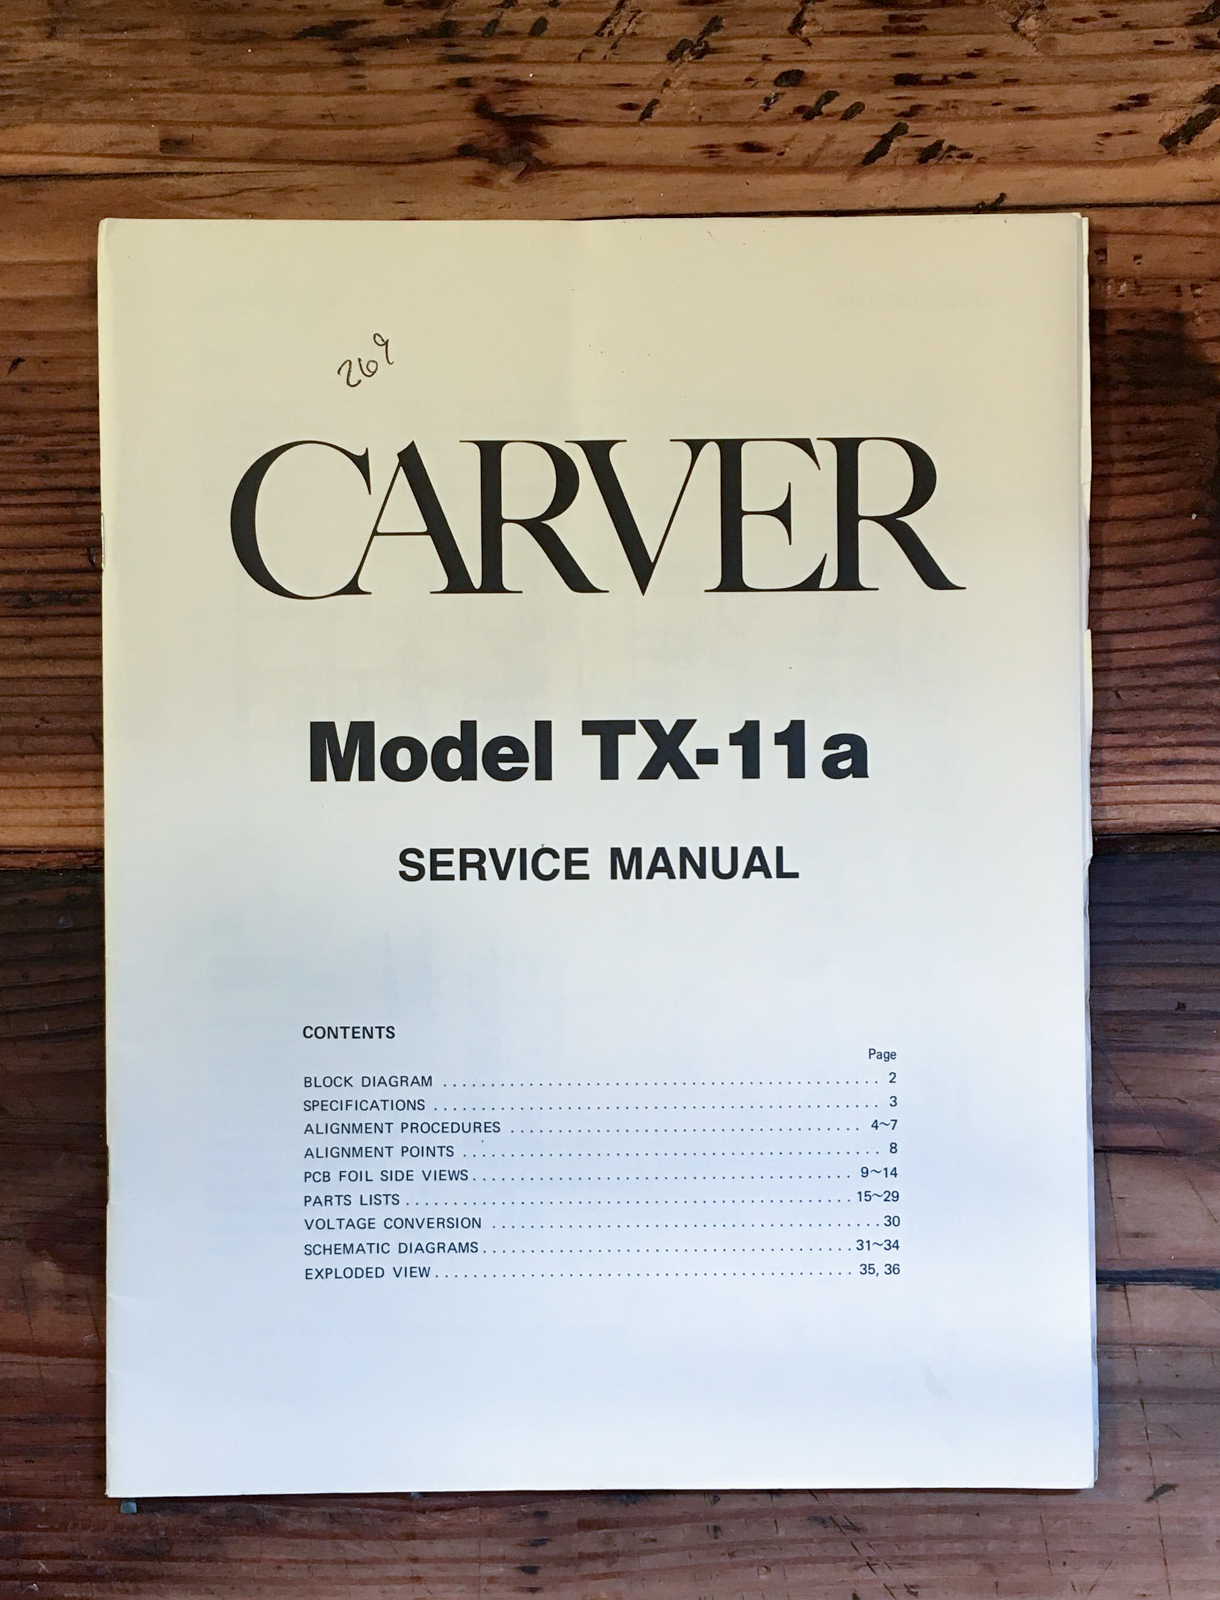 269
CARVER
Model TX-11a
SERVICE MANUAL
CONTENTS
Page
BLOCK DIAGRAM . . . . . . . . . . . . . . . . . . . . . . . . . . . . . . . . . . . . . . . . . . . . . . 2
SPECIFICATIONS . . . . . . . . . . . . . . . . . . . . . . . . . . . . . . . . . . . . . . . . . . . . . . . 3
ALIGNMENT PROCEDURES . . . . . . . . . . . . . . . . . . . . . . . . . . . . . . . . . . . . . 4~7
ALIGNMENT POINTS . . . . . . . . . . . . . . . . . . . . . . . . . . . . . . . . . . . . . . . . . . . . 8
PCB FOIL SIDE VIEWS . . . . . . . . . . . . . . . . . . . . . . . . . . . . . . . . . . . . . . . . 9~14
PARTS LISTS . . . . . . . . . . . . . . . . . . . . . . . . . . . . . . . . . . . . . . . . . . . . . . . 15~29
VOLTAGE CONVERSION . . . . . . . . . . . . . . . . . . . . . . . . . . . . . . . . . . . . . . . . . 30
SCHEMATIC DIAGRAMS . . . . . . . . . . . . . . . . . . . . . . . . . . . . . . . . . . . . . . . 31~34
EXPLODED VIEW . . . . . . . . . . . . . . . . . . . . . . . . . . . . . . . . . . . . . . . . . . . . 35, 36